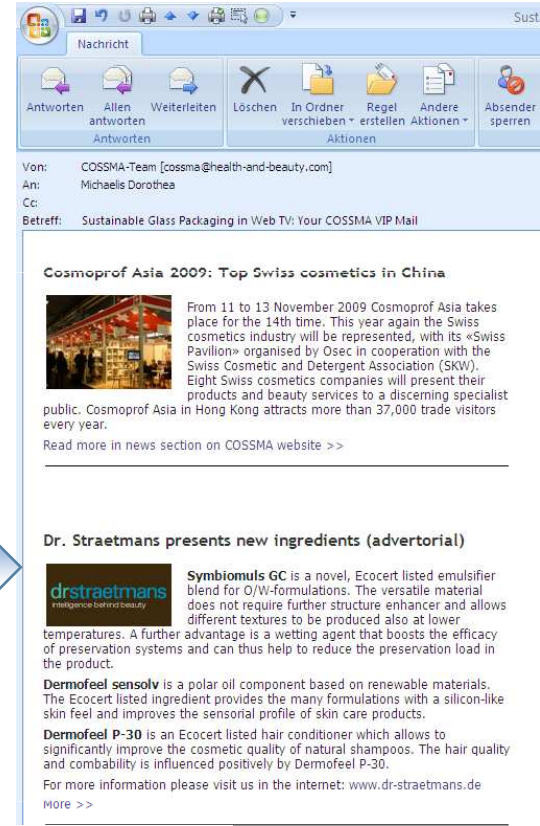 Sust
Nachricht
Antworten Allen antworten Weiterleiten Löschen In Ordner verschieben Regel erstellen Andere Aktionen Absender sperren
Antworten Aktionen
Von: COSSMA-Team [cossma@health-and-beauty.com]
An: Michaelis Dorothea
Cc:
Betreff: Sustainable Glass Packaging in Web TV: Your COSSMA VIP Mail
Cosmoprof Asia 2009: Top Swiss cosmetics in China
From 11 to 13 November 2009 Cosmoprof Asia takes
place for the 14th time. This year again the Swiss
cosmetics industry will be represented, with its «Swiss
Pavilion» organised by Osec in cooperation with the
Swiss Cosmetic and Detergent Association (SKW).
Eight Swiss cosmetics companies will present their
products and beauty services to a discerning specialist
public. Cosmoprof Asia in Hong Kong attracts more than 37,000 trade visitors
every year.
Read more in news section on COSSMA website >>
Dr. Straetmans presents new ingredients (advertorial)
drstraetmans
intelligence behind beauty
Symbiomuls GC is a novel, Ecocert listed emulsifier
blend for O/W-formulations. The versatile material
does not require further structure enhancer and allows
different textures to be produced also at lower
temperatures. A further advantage is a wetting agent that boosts the efficacy
of preservation systems and can thus help to reduce the preservation load in
the product.
Dermofeel sensolv is a polar oil component based on renewable materials.
The Ecocert listed ingredient provides the many formulations with a silicon-like
skin feel and improves the sensorial profile of skin care products.
Dermofeel P-30 is an Ecocert listed hair conditioner which allows to
significantly improve the cosmetic quality of natural shampoos. The hair quality
and combability is influenced positively by Dermofeel P-30.
For more information please visit us in the internet: www.dr-straetmans.de
More >>